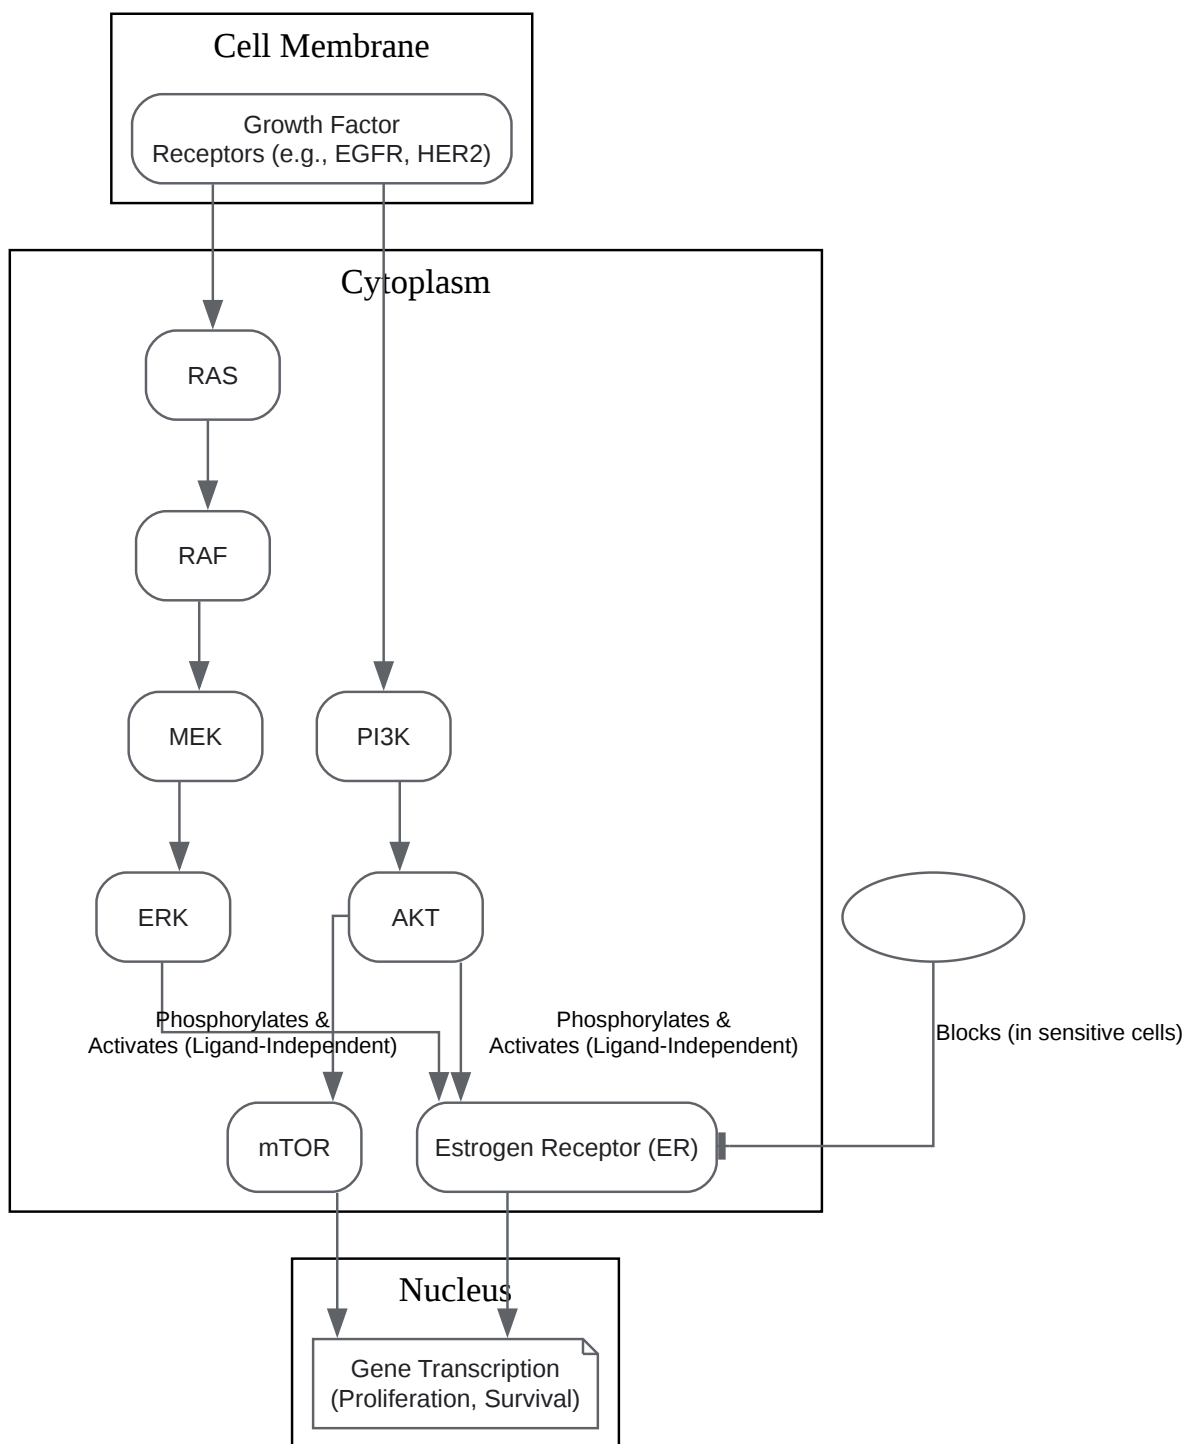 Cell Membrane
Growth Factor
Receptors (e.g., EGFR, HER2)
Cytoplasm
RAS
RAF
MEK
PI3K
ERK
AKT
Phosphorylates &
Activates (Ligand-Independent)
Phosphorylates &
Activates (Ligand-Independent)
Blocks (in sensitive cells)
mTOR
Estrogen Receptor (ER)
Nucleus
Gene Transcription
(Proliferation, Survival)